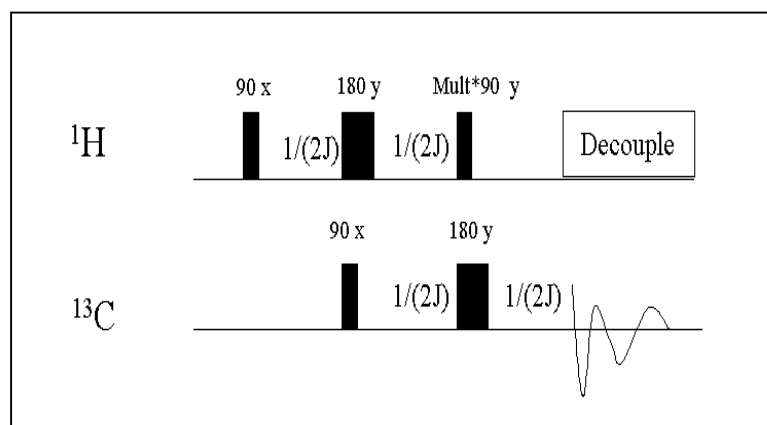 90 x 180 y Mult*90 y
¹H 1/(2J) 1/(2J) Decouple
90 x 180 y
¹³C 1/(2J) 1/(2J)